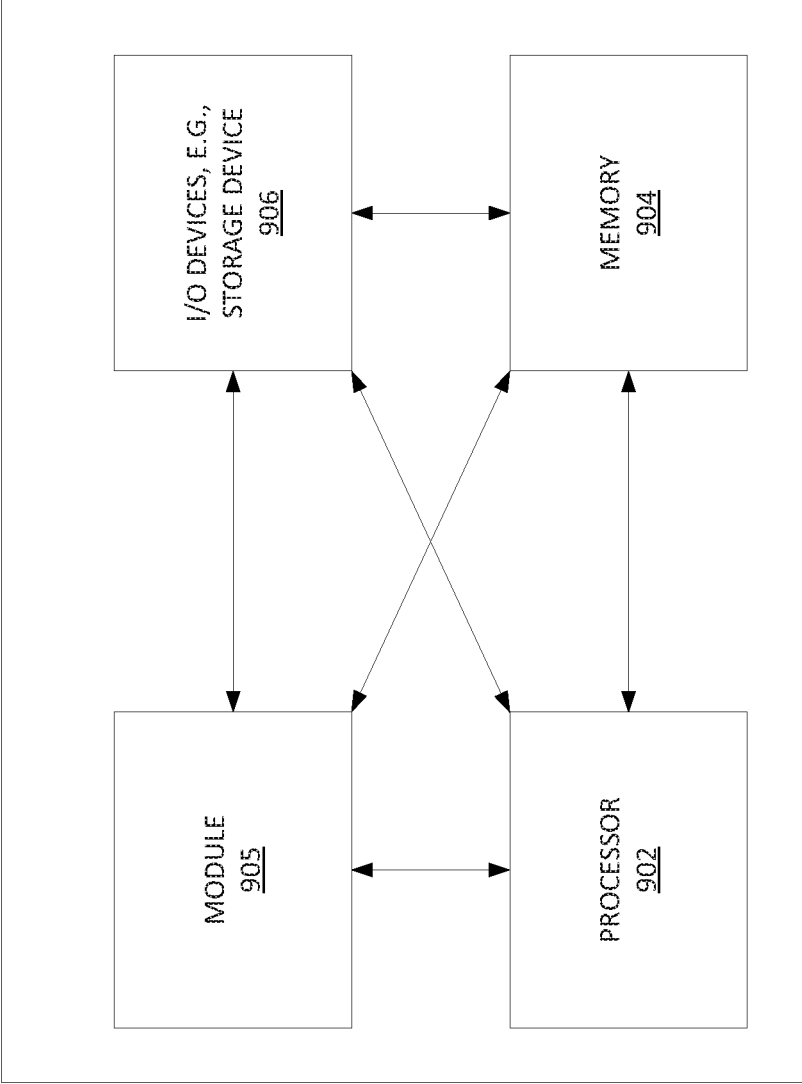 MODULE
905
I/O DEVICES, E.G.,
STORAGE DEVICE
906
PROCESSOR
902
MEMORY
904